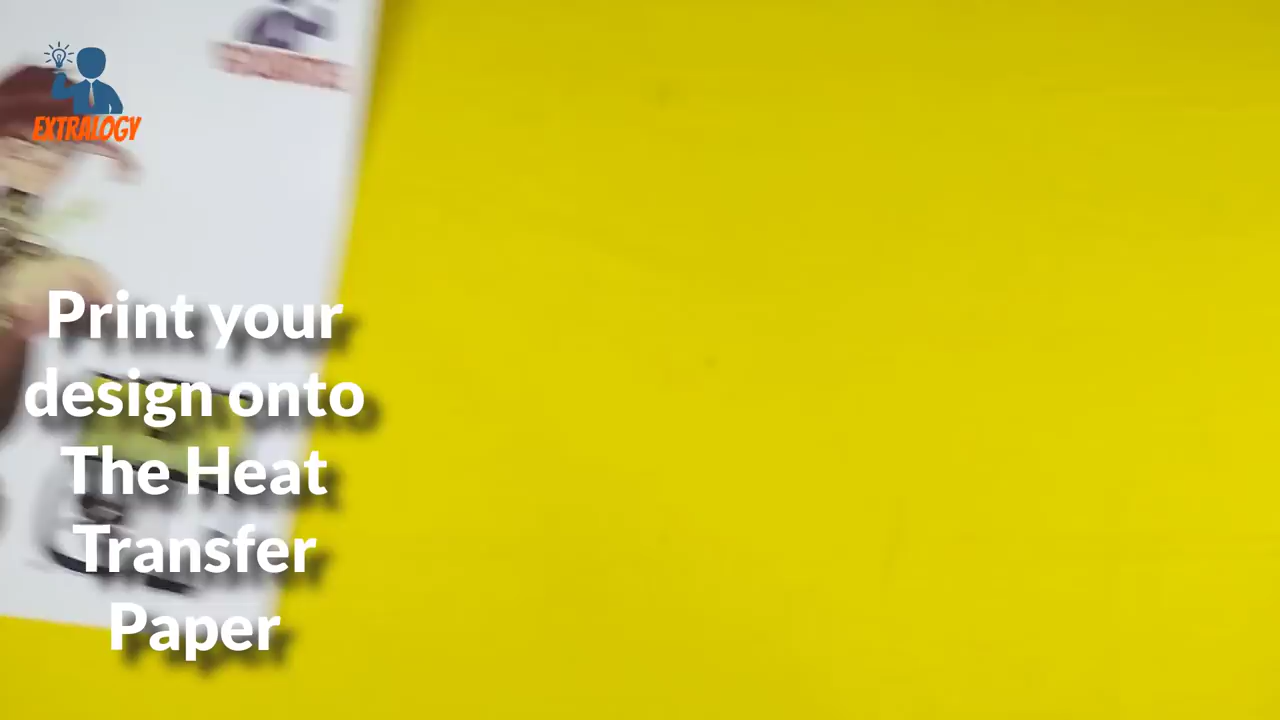 EXTRALOGY
Print your
design onto
The Heat
Transfer
Paper